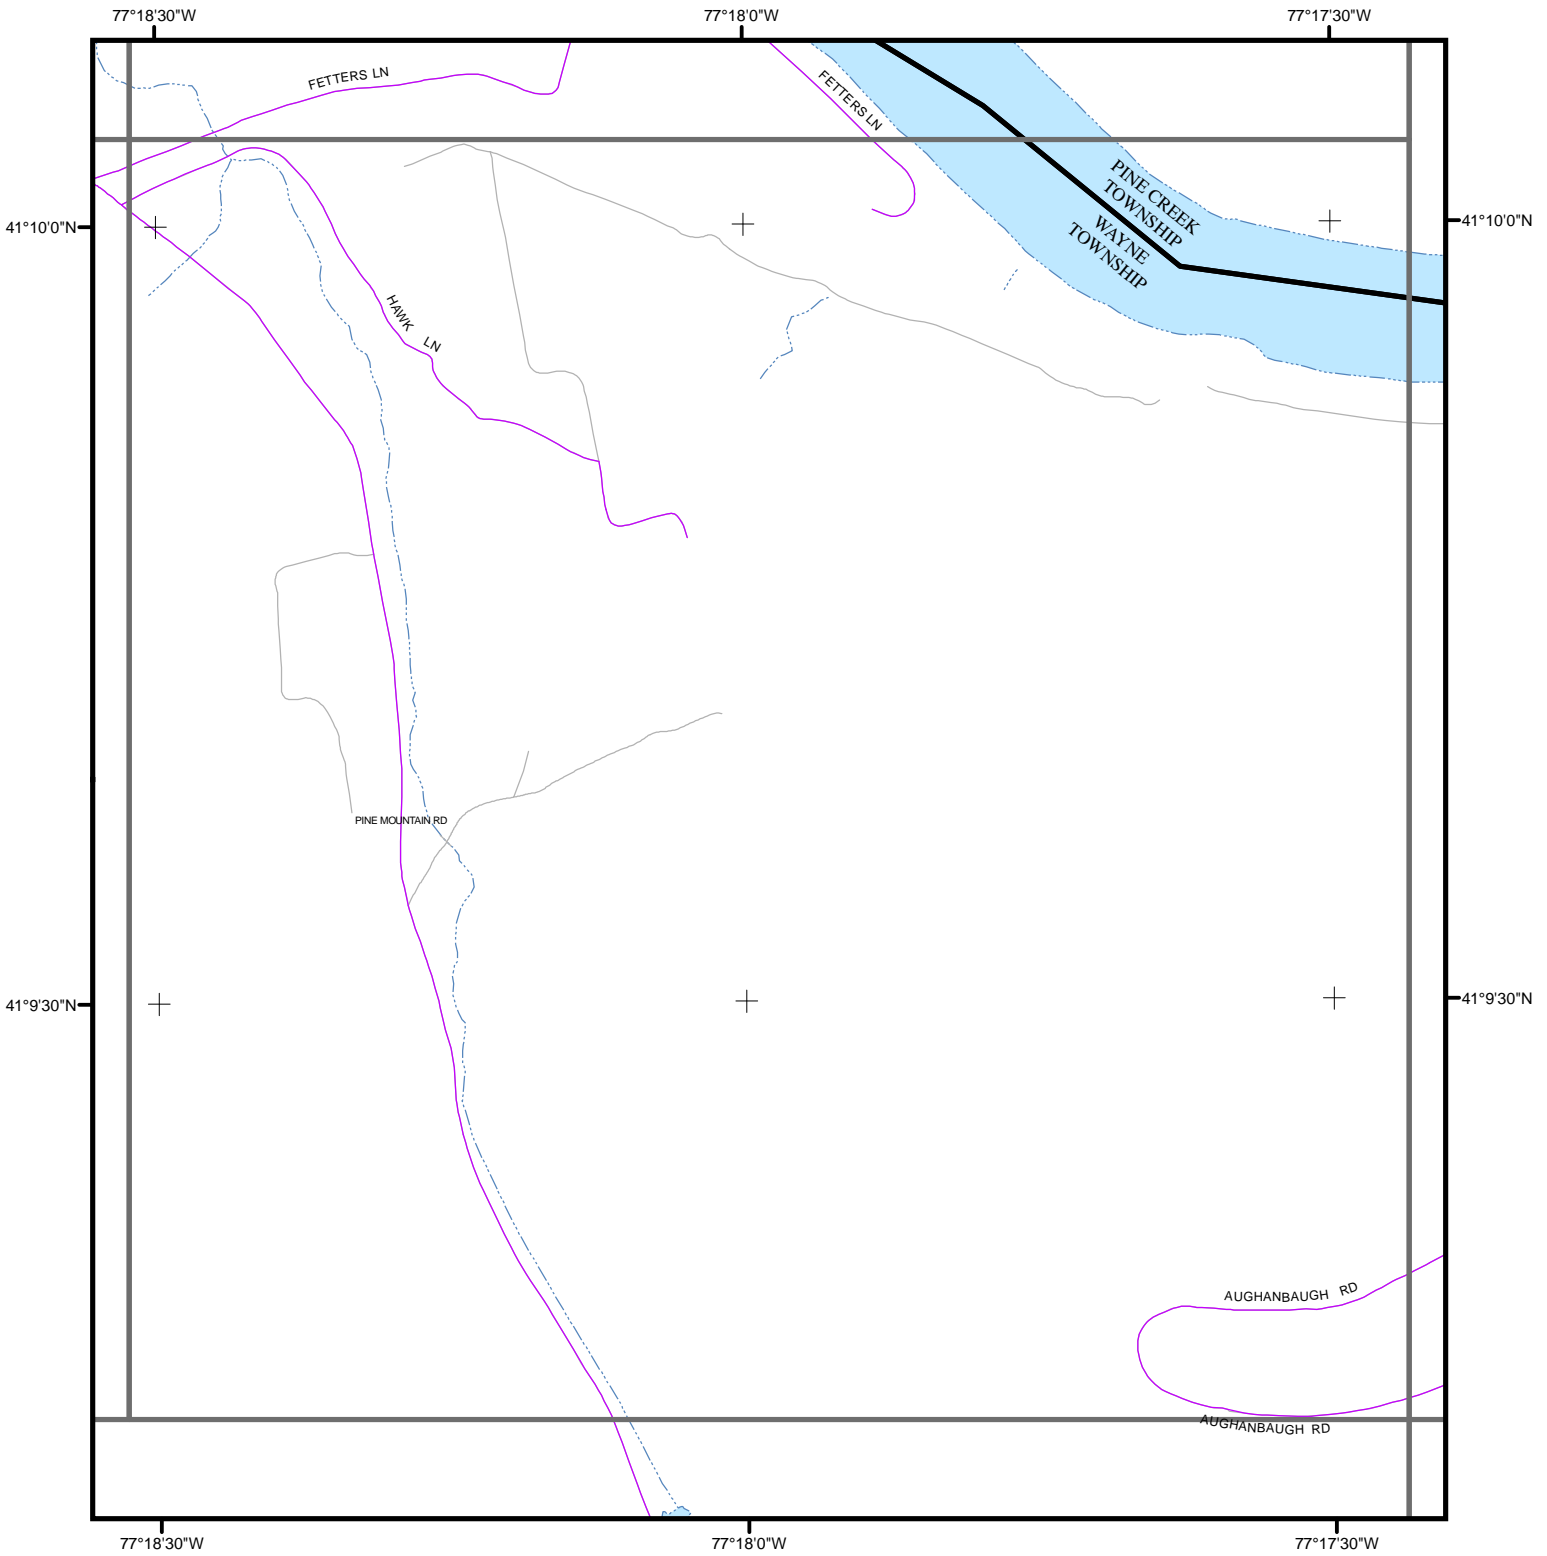 77°18'30"W
77°18'0"W
77°17'30"W
FETTERS LN
FETTERS LN
PINE CREEK
TOWNSHIP
WAYNE
TOWNSHIP
41°10'0"N
41°10'0"N
HAWK LN
PINE MOUNTAIN RD
41°9'30"N
41°9'30"N
AUGHANBAUGH RD
AUGHANBAUGH RD
77°18'30"W
77°18'0"W
77°17'30"W